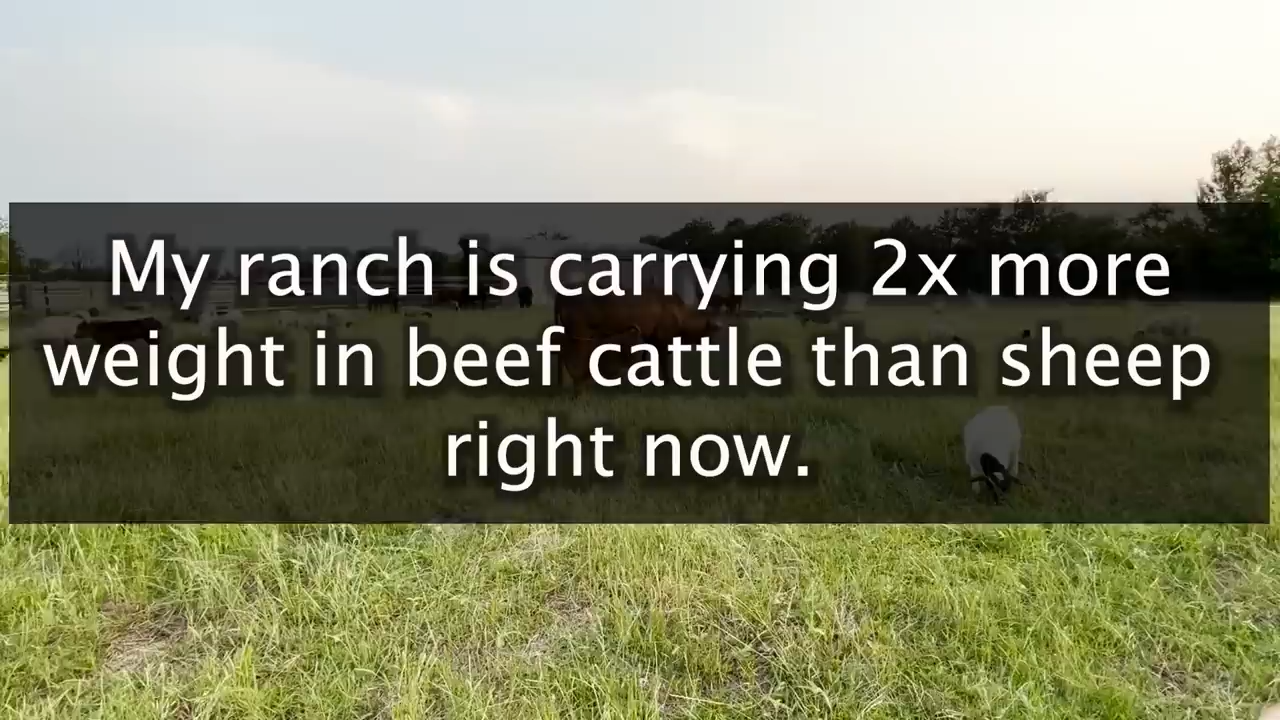 My ranch is carrying 2x more
weight in beef cattle than sheep
right now.